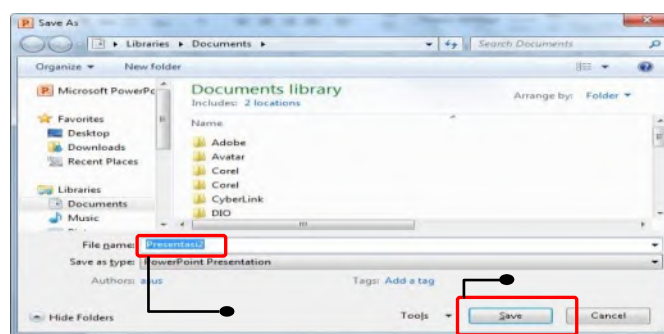 Save As
Libraries Documents Search Documents
Organize New folder
Microsoft PowerPo
Documents library
Includes: 2 locations
Arrange by: Folder
Favorites
Desktop
Downloads
Recent Places
Libraries
Documents
Music
Name
Adobe
Avatar
Corel
Corel
CyberLink
DIO
File name: Presentasi2
Save as type: PowerPoint Presentation
Authors: asus Tags: Add a tag
Hide Folders Tools Save Cancel